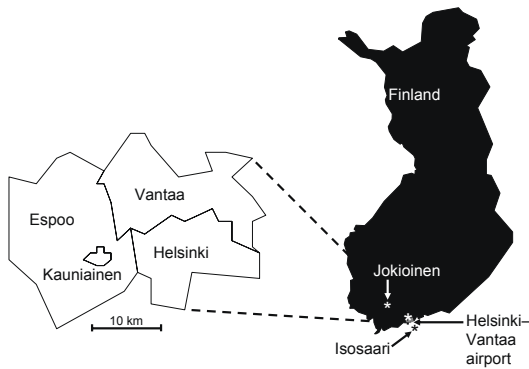 Finland
Vantaa
Espoo
Helsinki
Kauniainen
10 km
Jokioinen
Helsinki–
Vantaa
airport
Isosaari